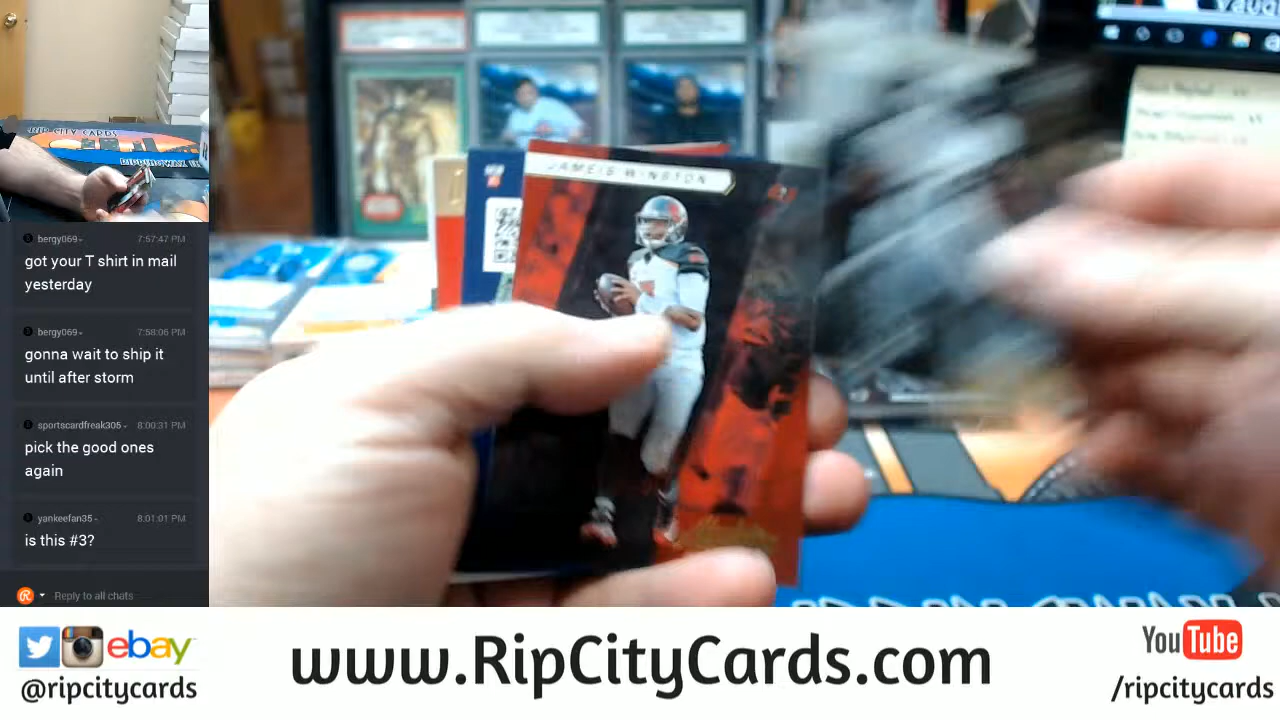 RIP CITY CARDS
bergy069
7:57:47 PM
got your T shirt in mail
yesterday
bergy069
7:58:06 PM
gonna wait to ship it
until after storm
sportscardfreak305
8:00:31 PM
pick the good ones
again
yankeefan35
8:01:01 PM
is this #3?
Reply to all chats
JAMEIS WINSTON
ebay
@ripcitycards
www.RipCityCards.com
YouTube
/ripcitycards